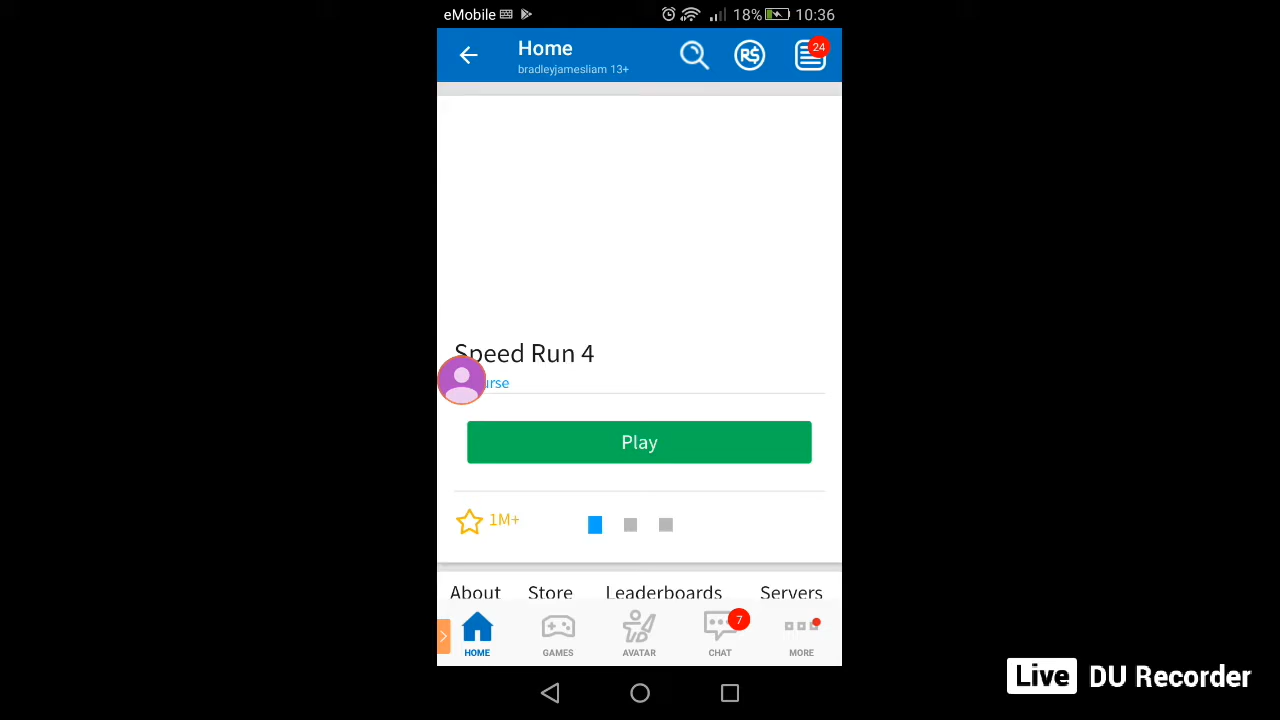 eMobile 18% 10:36
Home
bradleyjamesliam 13+
R$
24
Speed Run 4
urse
Play
1M+
About Store Leaderboards Servers
7
HOME GAMES AVATAR CHAT MORE
Live DU Recorder